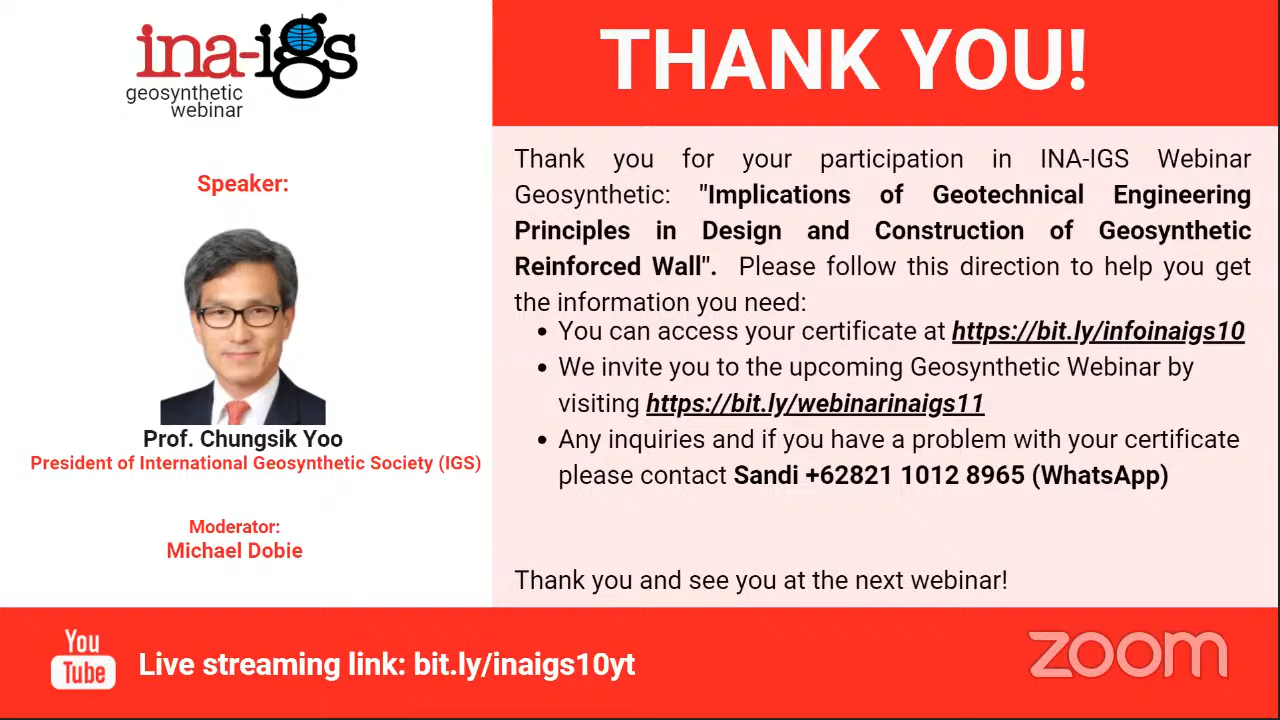 ina-igs
geosynthetic
webinar
Speaker:
Prof. Chungsik Yoo
President of International Geosynthetic Society (IGS)
Moderator:
Michael Dobie
THANK YOU!
Thank you for your participation in INA-IGS Webinar
Geosynthetic: "Implications of Geotechnical Engineering
Principles in Design and Construction of Geosynthetic
Reinforced Wall". Please follow this direction to help you get
the information you need:
• You can access your certificate at https://bit.ly/infoinaigs10
• We invite you to the upcoming Geosynthetic Webinar by
visiting https://bit.ly/webinarinaigs11
• Any inquiries and if you have a problem with your certificate
please contact Sandi +62821 1012 8965 (WhatsApp)
Thank you and see you at the next webinar!
You
Tube
Live streaming link: bit.ly/inaigs10yt
zoom